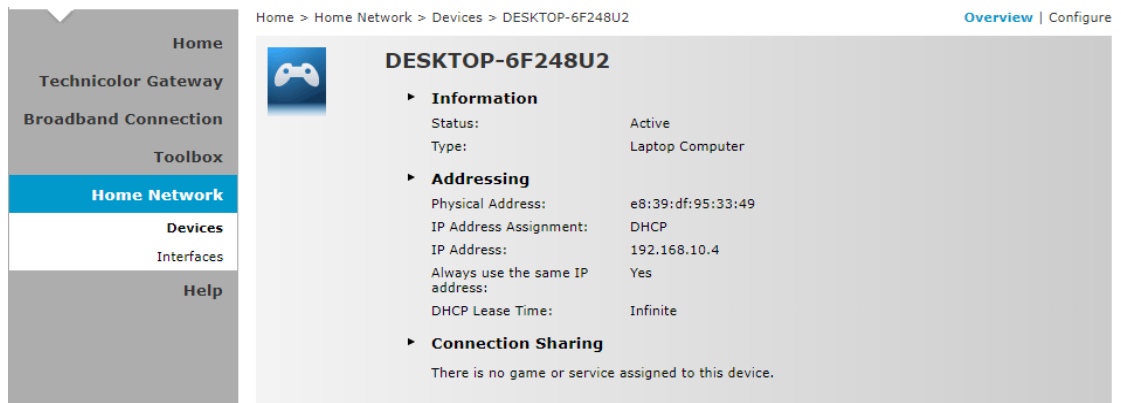 Home > Home Network > Devices > DESKTOP-6F248U2
Overview | Configure
Home
Technicolor Gateway
Broadband Connection
Toolbox
Home Network
Devices
Interfaces
Help
DESKTOP-6F248U2
Information
Status: Active
Type: Laptop Computer
Addressing
Physical Address: e8:39:df:95:33:49
IP Address Assignment: DHCP
IP Address: 192.168.10.4
Always use the same IP Yes
address:
DHCP Lease Time: Infinite
Connection Sharing
There is no game or service assigned to this device.